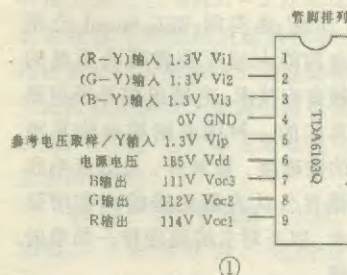 管脚排列
(R-Y)输入 1.3V Vi1 1
(G-Y)输入 1.3V Vi2 2
(B-Y)输入 1.3V Vi3 3
0V GND 4
参考电压取样/Y输入 1.3V Vip 5
电源电压 185V Vdd 6
B输出 111V Voc3 7
G输出 112V Voc2 8
R输出 114V Voc1 9
TDA6103Q
①